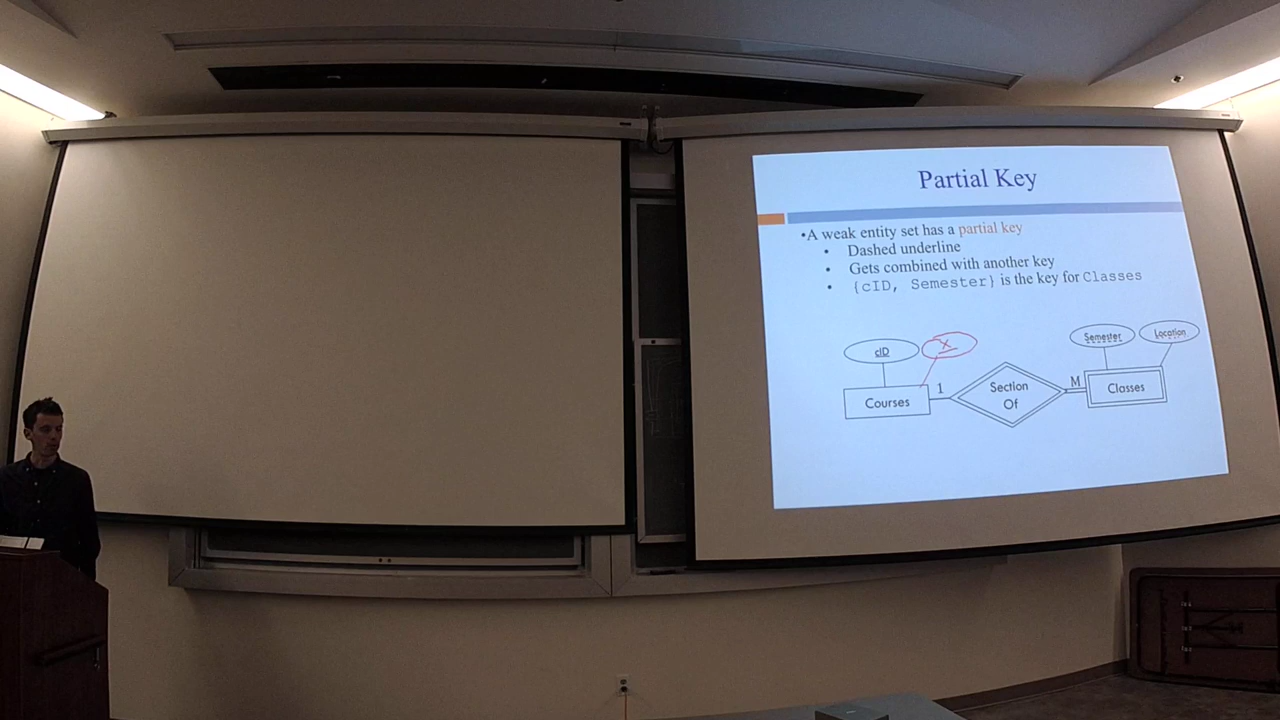 Partial Key
•A weak entity set has a partial key
• Dashed underline
• Gets combined with another key
• {cID, Semester} is the key for Classes
cID
X
Semester
Location
Courses
1
Section
Of
M
Classes